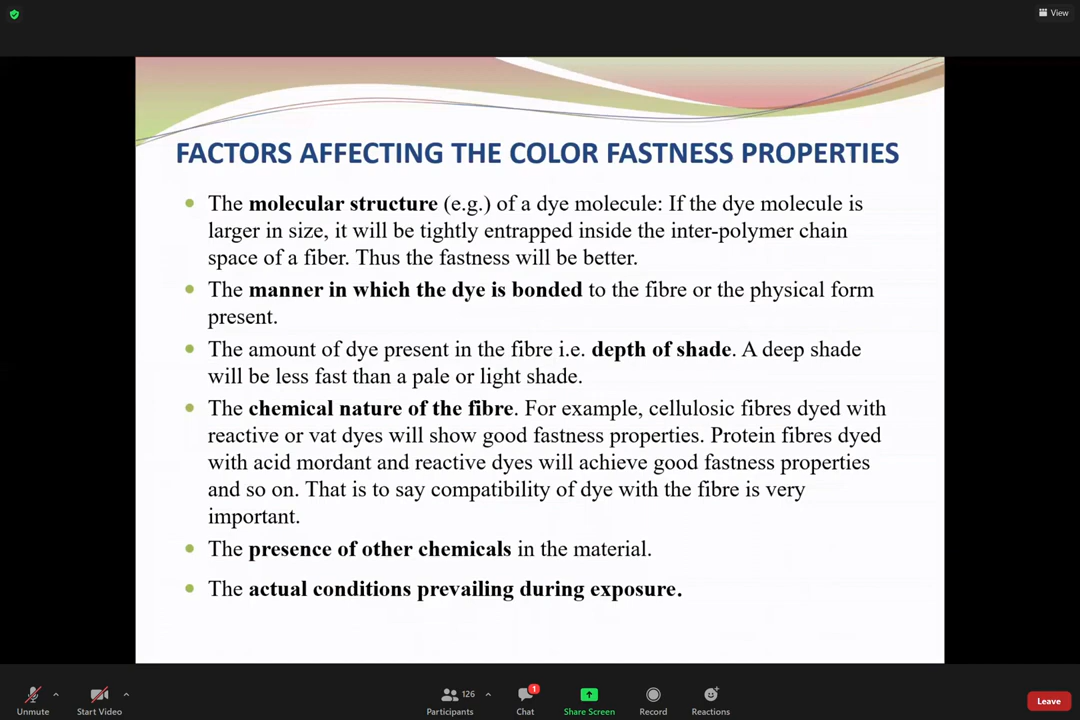 View
FACTORS AFFECTING THE COLOR FASTNESS PROPERTIES
The molecular structure (e.g.) of a dye molecule: If the dye molecule is
larger in size, it will be tightly entrapped inside the inter-polymer chain
space of a fiber. Thus the fastness will be better.
The manner in which the dye is bonded to the fibre or the physical form
present.
The amount of dye present in the fibre i.e. depth of shade. A deep shade
will be less fast than a pale or light shade.
The chemical nature of the fibre. For example, cellulosic fibres dyed with
reactive or vat dyes will show good fastness properties. Protein fibres dyed
with acid mordant and reactive dyes will achieve good fastness properties
and so on. That is to say compatibility of dye with the fibre is very
important.
The presence of other chemicals in the material.
The actual conditions prevailing during exposure.
Unmute
Start Video
126
Participants
1
Chat
Share Screen
Record
Reactions
Leave